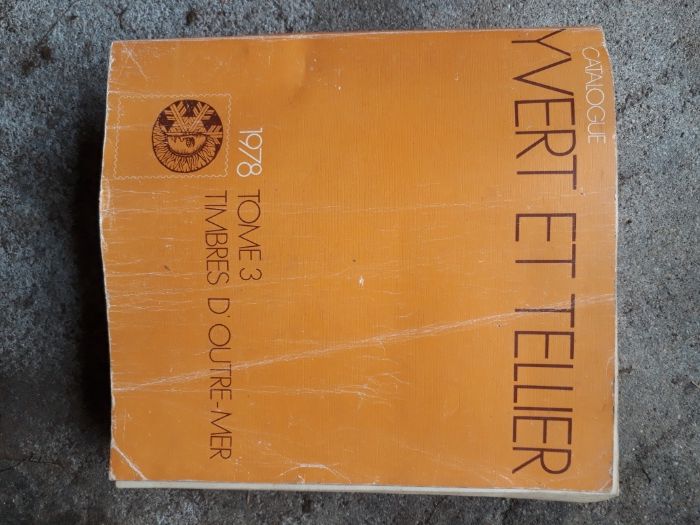 CATALOGUE
YVERT ET TELLIER
1978 TOME 3
TIMBRES D'OUTRE-MER